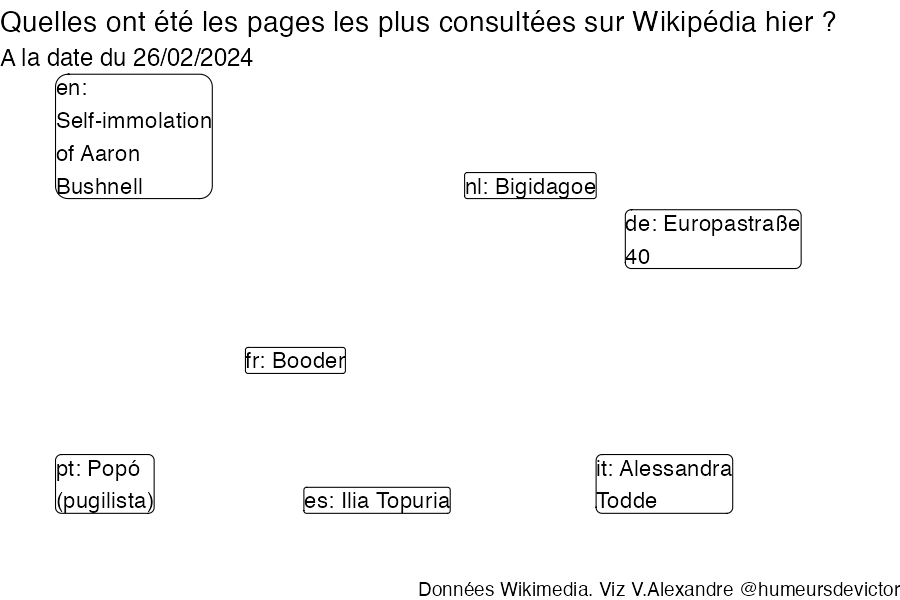 Quelles ont été les pages les plus consultées sur Wikipédia hier ?
A la date du 26/02/2024
en:
Self-immolation
of Aaron
Bushnell
nl: Bigidagoe
de: Europastraße
40
fr: Booder
pt: Popó
(pugilista)
es: Ilia Topuria
it: Alessandra
Todde
Données Wikimedia. Viz V.Alexandre @humeursdevictor